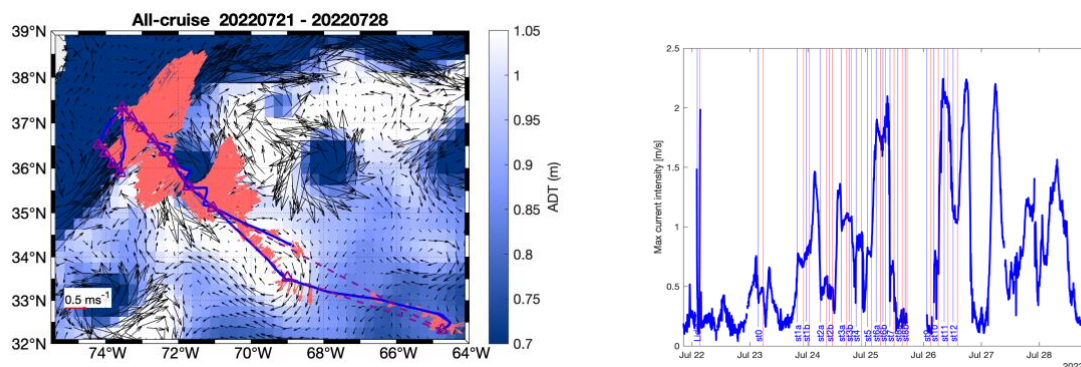 All-cruise 20220721 - 20220728
39°N
38°N
37°N
36°N
35°N
34°N
33°N
32°N
0.5 ms-1
74°W
72°W
70°W
68°W
66°W
64°W
1.05
1
0.95
0.9
0.85
0.8
0.75
0.7
ADT (m)
Max current intensity [m/s]
2.5
2
1.5
1
0.5
0
st0
st1a
st1b
st2a
st2b
st3a
st3b
st4
st5
st6a
st6b
st7
st8b
st10
st11
st12
Jul 22
Jul 23
Jul 24
Jul 25
Jul 26
Jul 27
Jul 28